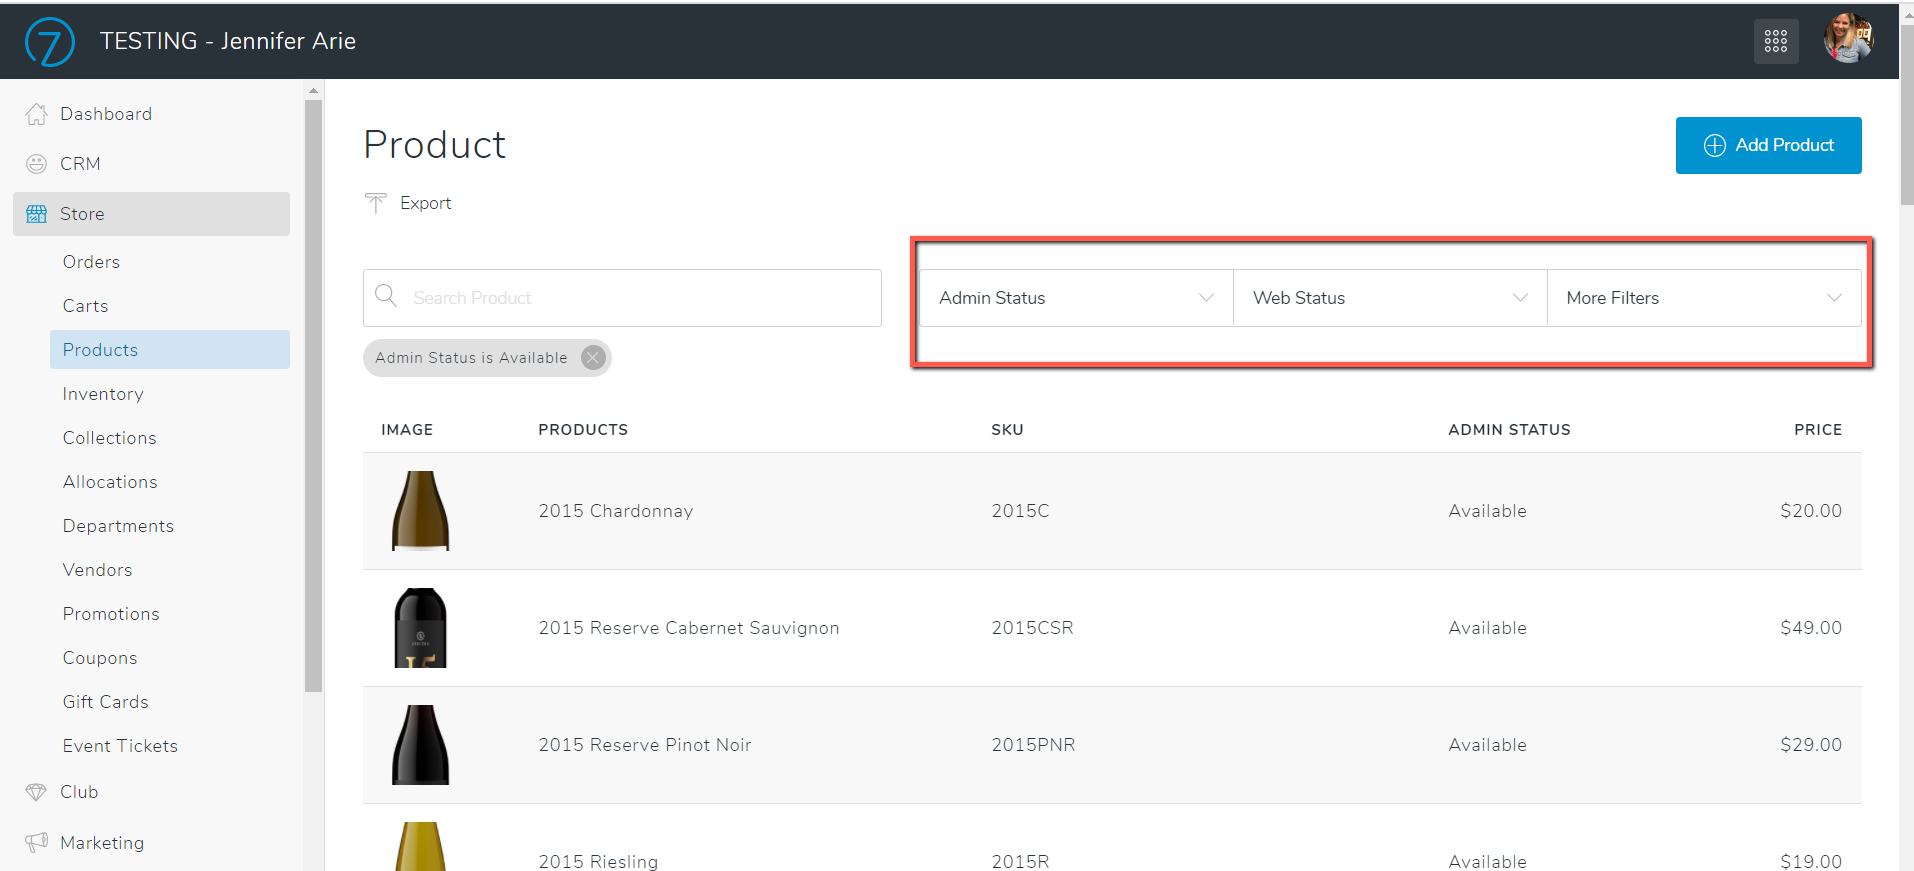 7 TESTING - Jennifer Arie
Dashboard
CRM
Store
Orders
Carts
Products
Inventory
Collections
Allocations
Departments
Vendors
Promotions
Coupons
Gift Cards
Event Tickets
Club
Marketing
Product
Add Product
Export
Search Product
Admin Status Web Status More Filters
Admin Status is Available
IMAGE PRODUCTS SKU ADMIN STATUS PRICE
2015 Chardonnay 2015C Available $20.00
2015 Reserve Cabernet Sauvignon 2015CSR Available $49.00
15
2015 Reserve Pinot Noir 2015PNR Available $29.00
2015 Riesling 2015R Available $19.00